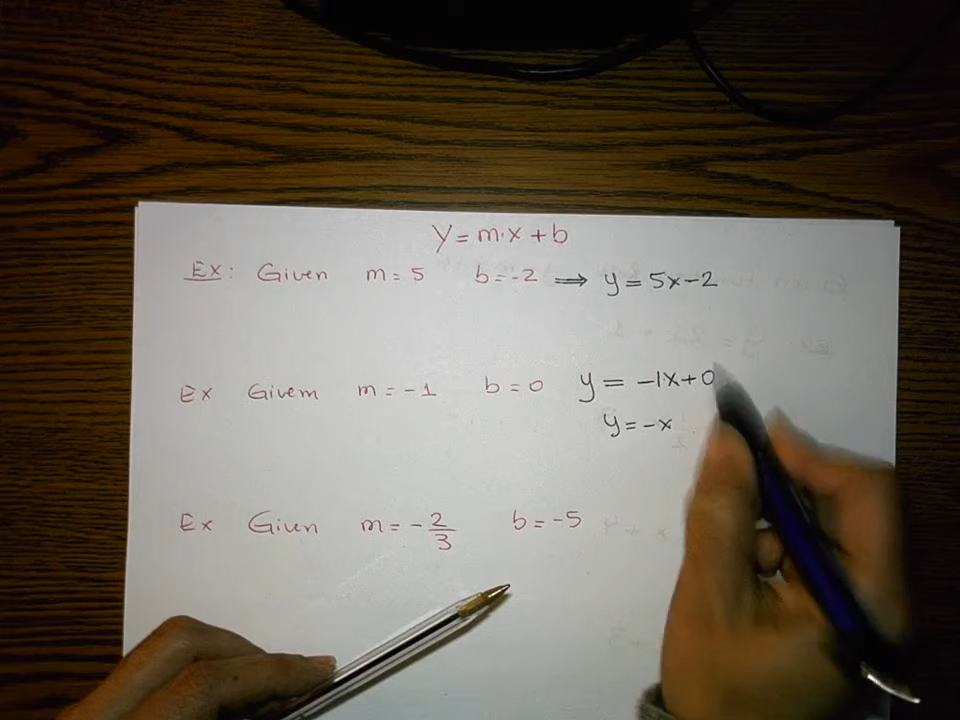 y = m·x + b
Ex: Given m = 5 b = -2 ⟹ y = 5x - 2
Ex Givem m = -1 b = 0 y = -1x + 0
y = -x
Ex Given m = -2/3 b = -5